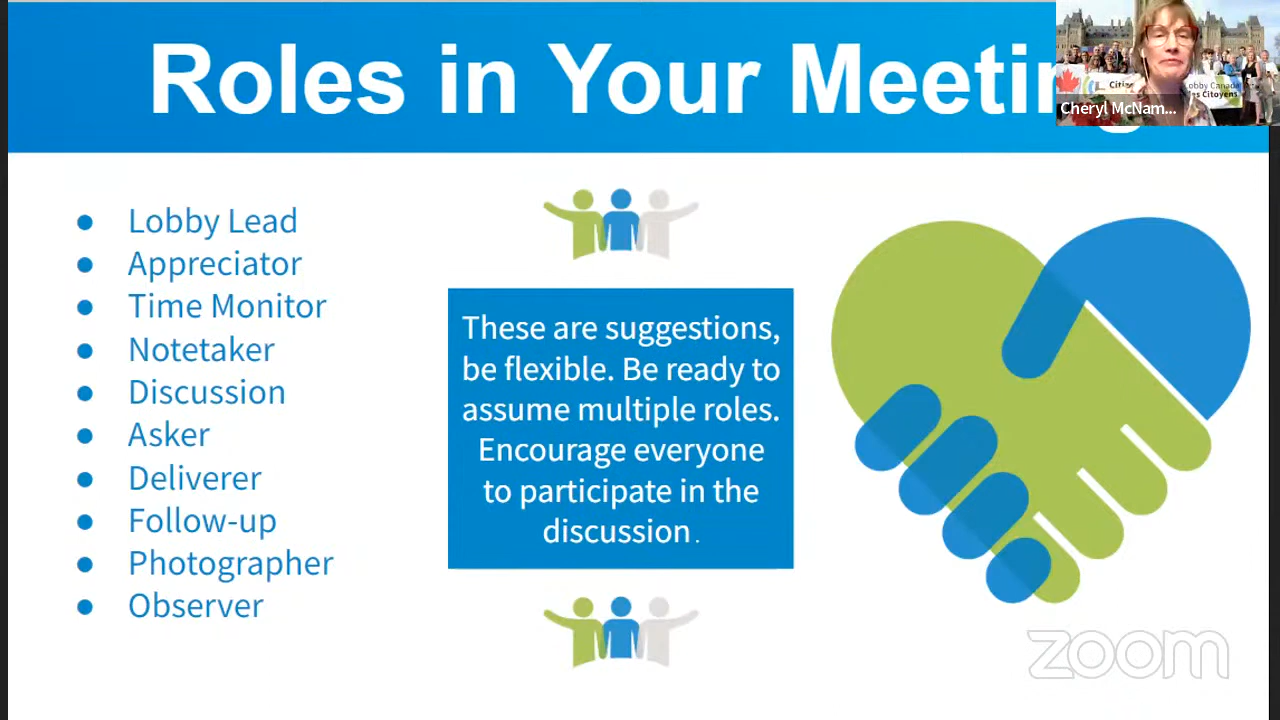 Roles in Your Meetin
Cheryl McNam...
Lobby Lead
Appreciator
Time Monitor
Notetaker
Discussion
Asker
Deliverer
Follow-up
Photographer
Observer
These are suggestions,
be flexible. Be ready to
assume multiple roles.
Encourage everyone
to participate in the
discussion.
zoom